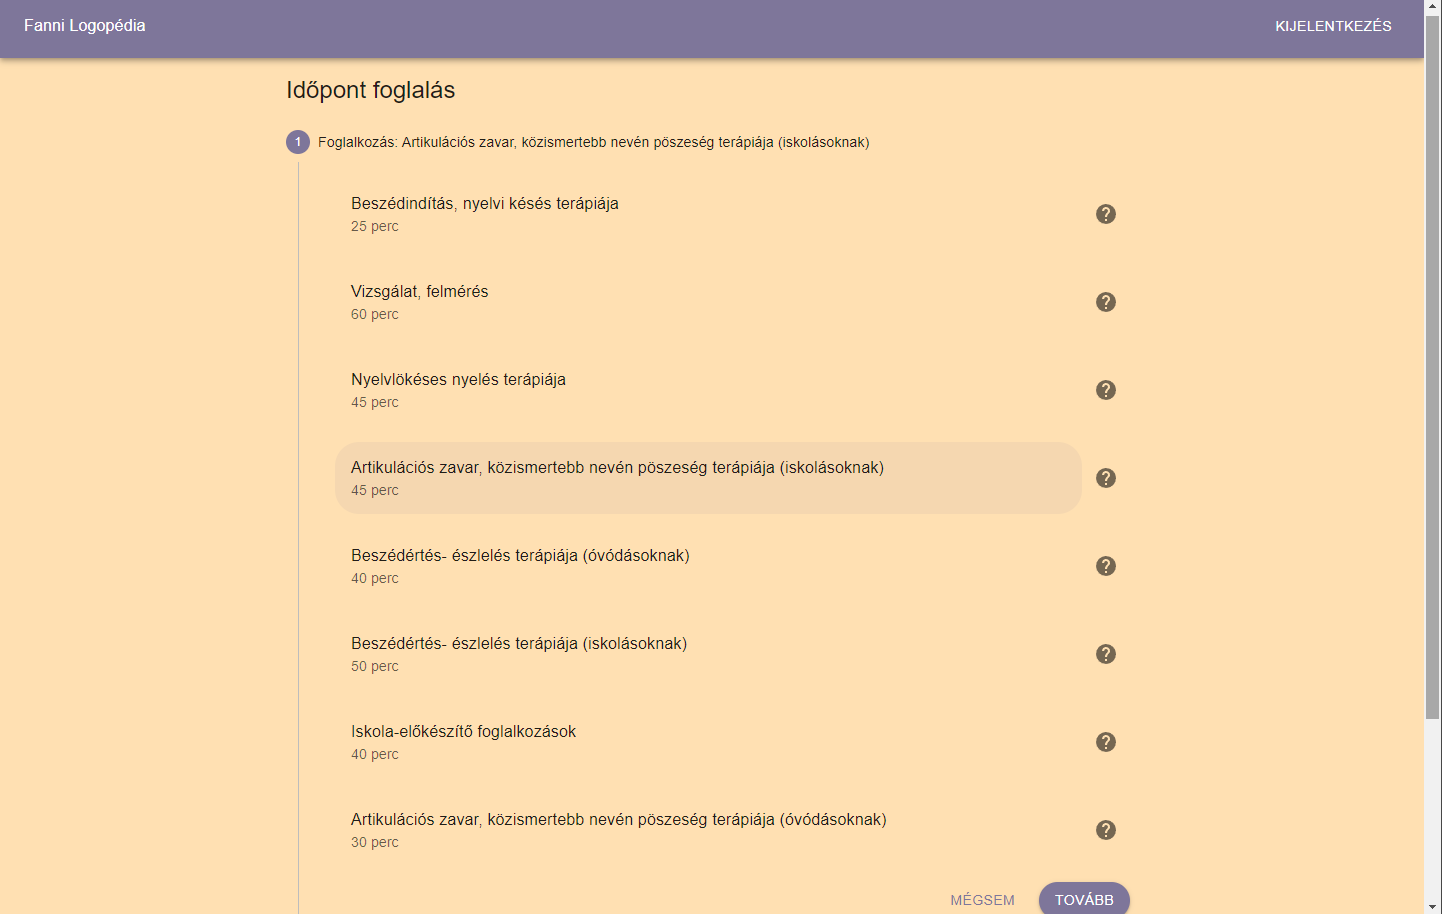 Fanni Logopédia
KIJELENTKEZÉS
Időpont foglalás
1 Foglalkozás: Artikulációs zavar, közismertebb nevén pöszeség terápiája (iskolásoknak)
Beszédindítás, nyelvi késés terápiája
25 perc
Vizsgálat, felmérés
60 perc
Nyelvlökéses nyelés terápiája
45 perc
Artikulációs zavar, közismertebb nevén pöszeség terápiája (iskolásoknak)
45 perc
Beszédértés- észlelés terápiája (óvódásoknak)
40 perc
Beszédértés- észlelés terápiája (iskolásoknak)
50 perc
Iskola-előkészítő foglalkozások
40 perc
Artikulációs zavar, közismertebb nevén pöszeség terápiája (óvódásoknak)
30 perc
MÉGSEM
TOVÁBB